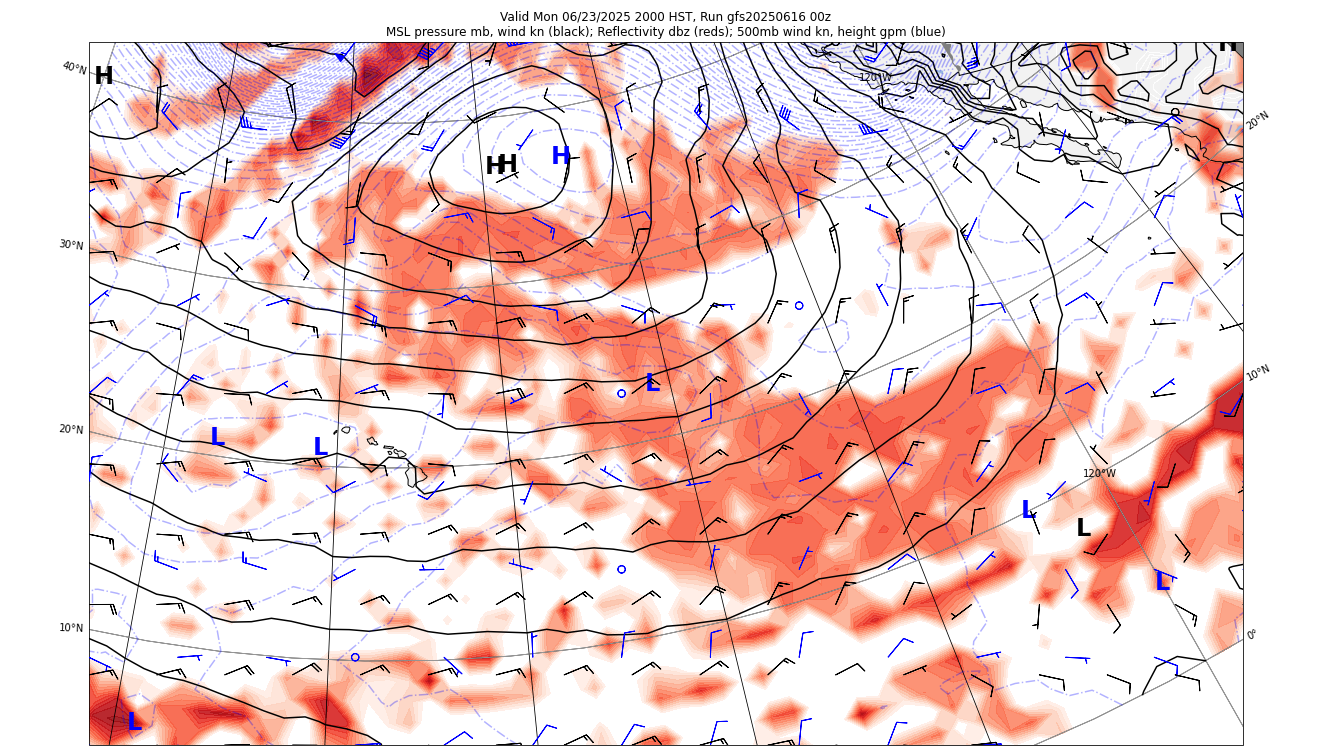 Valid Mon 06/23/2025 2000 HST, Run gfs20250616 00z
MSL pressure mb, wind kn (black); Reflectivity dbz (reds); 500mb wind kn, height gpm (blue)
H
40°N
H
120°W
20°N
H H
H
30°N
10°N
L
20°N
L
L
120°W
L
L
L
10°N
0°
L